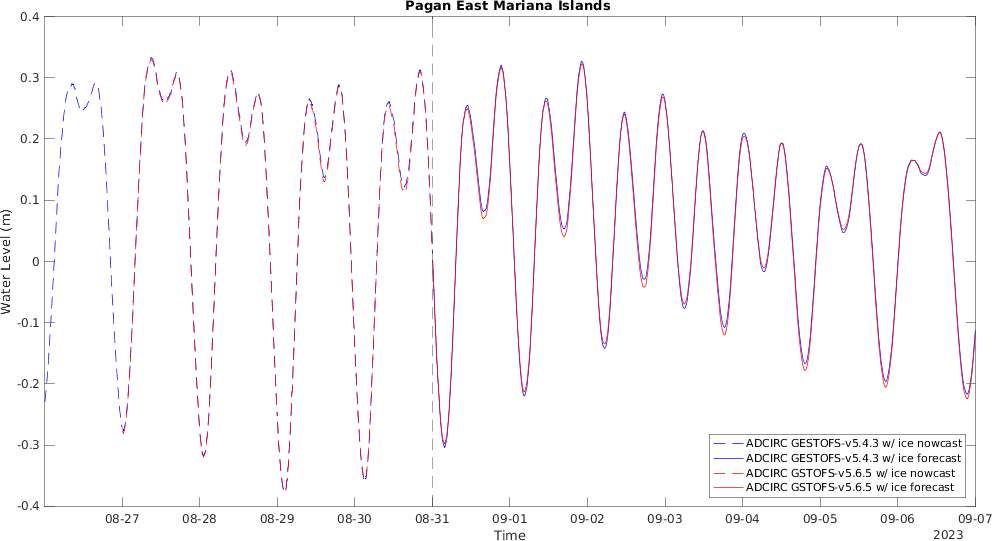 Pagan East Mariana Islands
0.4
0.3
0.2
0.1
0
-0.1
-0.2
-0.3
-0.4
Water Level (m)
08-27 08-28 08-29 08-30 08-31 09-01 09-02 09-03 09-04 09-05 09-06 09-07
Time
2023
ADCIRC GESTOFS-v5.4.3 w/ ice nowcast
ADCIRC GESTOFS-v5.4.3 w/ ice forecast
ADCIRC GSTOFS-v5.6.5 w/ ice nowcast
ADCIRC GSTOFS-v5.6.5 w/ ice forecast